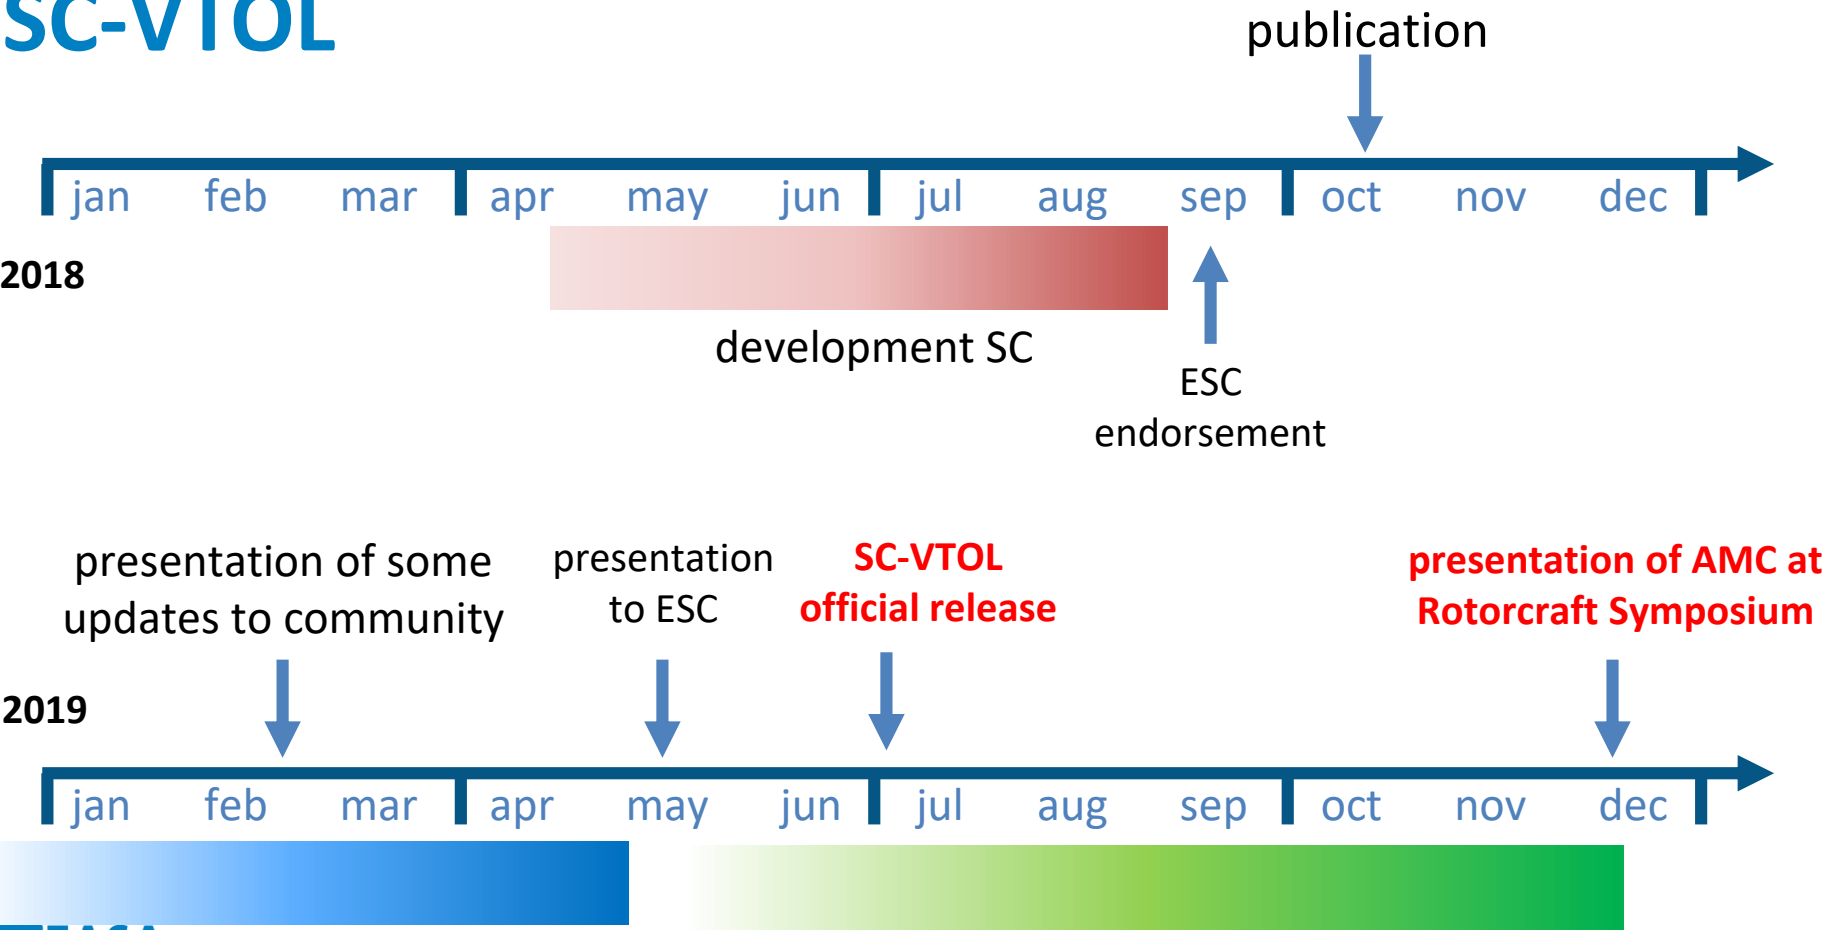 SC-VTOL
publication
jan feb mar apr may jun jul aug sep oct nov dec
2018
development SC
ESC
endorsement
presentation of some
updates to community
presentation
to ESC
SC-VTOL
official release
presentation of AMC at
Rotorcraft Symposium
2019
jan feb mar apr may jun jul aug sep oct nov dec